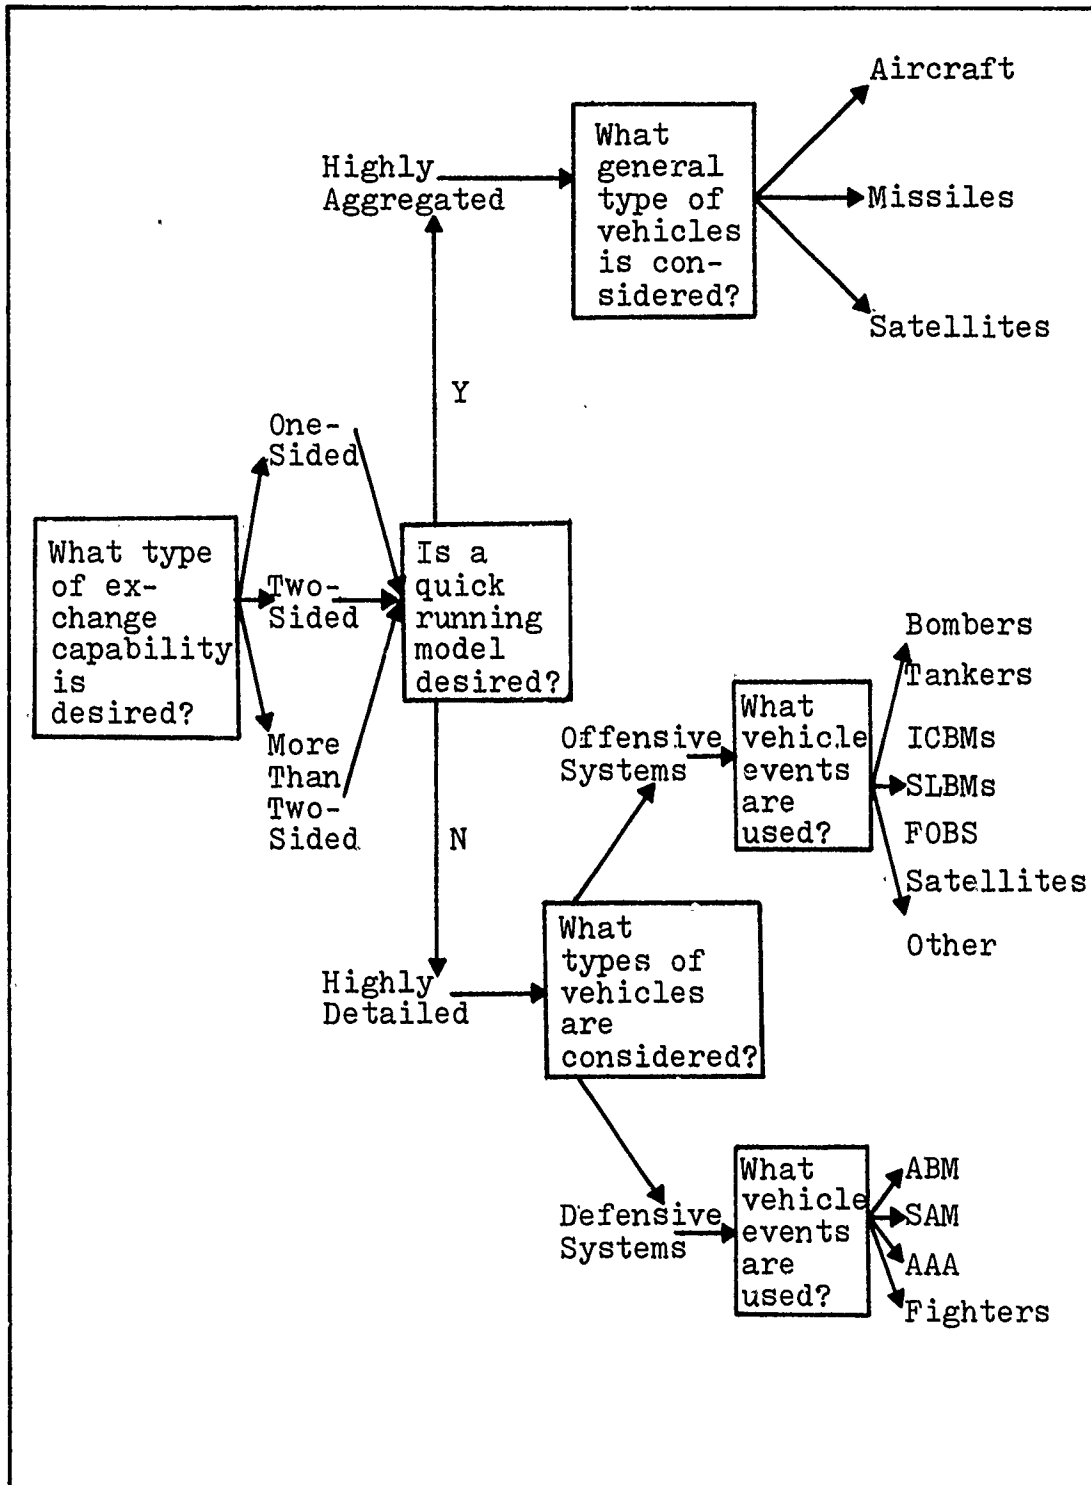 Aircraft
What
general
type of
vehicles
is con-
sidered?
Highly
Aggregated
Missiles
Satellites
Y
One-
Sided
What type
of ex-
change
capability
is
desired?
Two-
Sided
More
Than
Two-
Sided
Is a
quick
running
model
desired?
N
Highly
Detailed
What
types of
vehicles
are
considered?
Offensive
Systems
What
vehicle
events
are
used?
Bombers
Tankers
ICBMs
SLBMs
FOBS
Satellites
Other
Defensive
Systems
What
vehicle
events
are
used?
ABM
SAM
AAA
Fighters